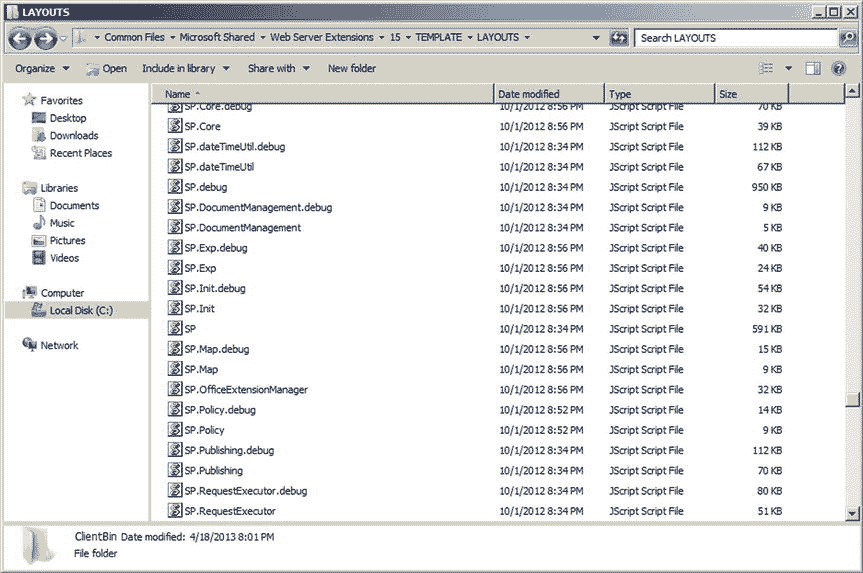 LAYOUTS
Common Files Microsoft Shared Web Server Extensions 15 TEMPLATE LAYOUTS Search LAYOUTS
Organize Open Include in library Share with New folder
Name Date modified Type Size
Favorites
Desktop
Downloads
Recent Places
Libraries
Documents
Music
Pictures
Videos
Computer
Local Disk (C:)
Network
SP.Core.debug 10/1/2012 8:56 PM JScript Script File 70 KB
SP.Core 10/1/2012 8:56 PM JScript Script File 39 KB
SP.dateTimeUtil.debug 10/1/2012 8:34 PM JScript Script File 112 KB
SP.dateTimeUtil 10/1/2012 8:34 PM JScript Script File 67 KB
SP.debug 10/1/2012 8:34 PM JScript Script File 950 KB
SP.DocumentManagement.debug 10/1/2012 8:34 PM JScript Script File 9 KB
SP.DocumentManagement 10/1/2012 8:34 PM JScript Script File 5 KB
SP.Exp.debug 10/1/2012 8:56 PM JScript Script File 40 KB
SP.Exp 10/1/2012 8:56 PM JScript Script File 24 KB
SP.Init.debug 10/1/2012 8:56 PM JScript Script File 54 KB
SP.Init 10/1/2012 8:56 PM JScript Script File 32 KB
SP 10/1/2012 8:34 PM JScript Script File 591 KB
SP.Map.debug 10/1/2012 8:56 PM JScript Script File 15 KB
SP.Map 10/1/2012 8:56 PM JScript Script File 9 KB
SP.OfficeExtensionManager 10/1/2012 8:56 PM JScript Script File 32 KB
SP.Policy.debug 10/1/2012 8:52 PM JScript Script File 14 KB
SP.Policy 10/1/2012 8:52 PM JScript Script File 9 KB
SP.Publishing.debug 10/1/2012 8:34 PM JScript Script File 112 KB
SP.Publishing 10/1/2012 8:34 PM JScript Script File 70 KB
SP.RequestExecutor.debug 10/1/2012 8:34 PM JScript Script File 80 KB
SP.RequestExecutor 10/1/2012 8:34 PM JScript Script File 51 KB
ClientBin Date modified: 4/18/2013 8:01 PM
File folder